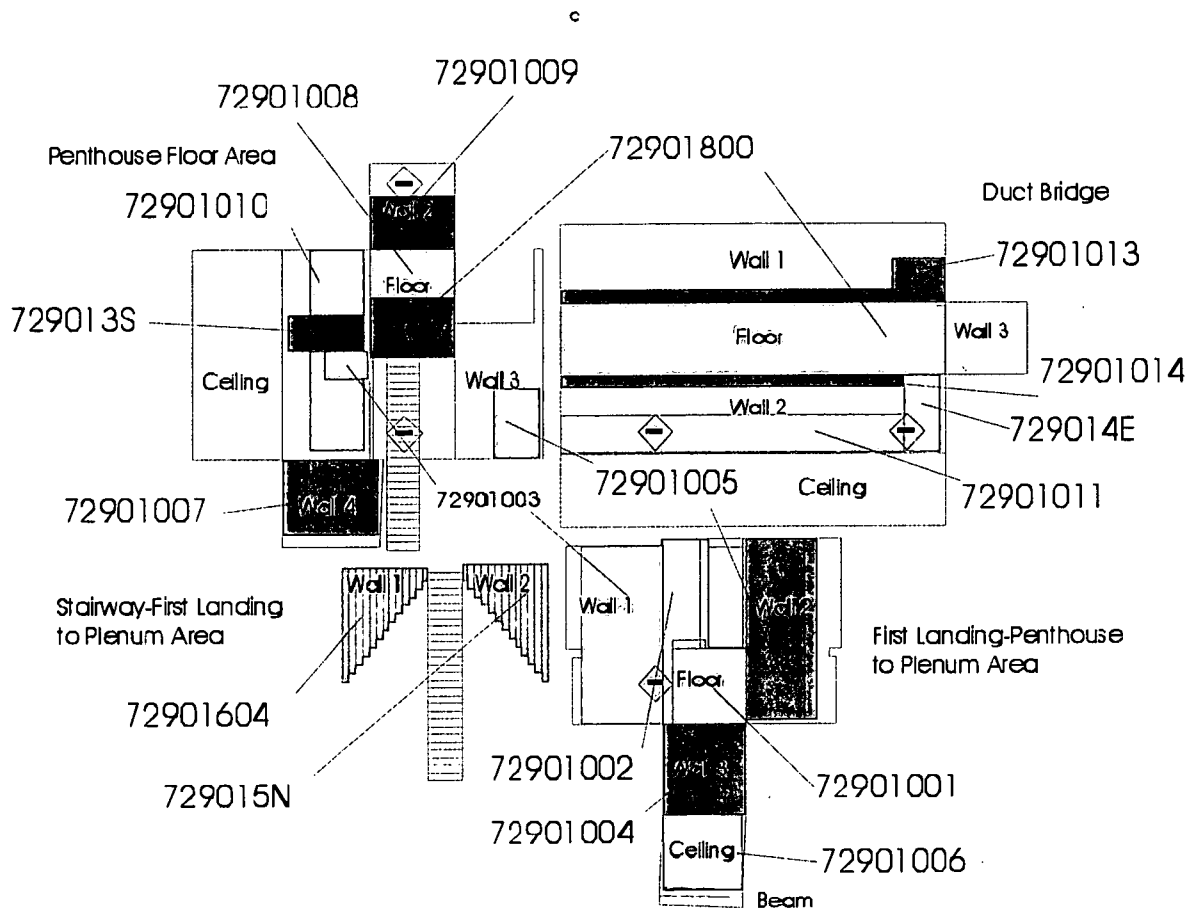 c
72901009
72901008
Penthouse Floor Area
72901800
72901010
Wall 2
Duct Bridge
Wall 1
72901013
Floor
729013S
Floor
Wall 3
Ceiling
Wall 3
72901014
Wall 2
729014E
72901005
72901003
Ceiling
72901011
72901007
Wall 4
Wall 1
Wall 2
Stairway-First Landing
to Plenum Area
Wall 1
Wall 2
First Landing-Penthouse
to Plenum Area
Floor
72901604
729015N
72901002
Wall 3
72901001
72901004
Ceiling
72901006
Beam